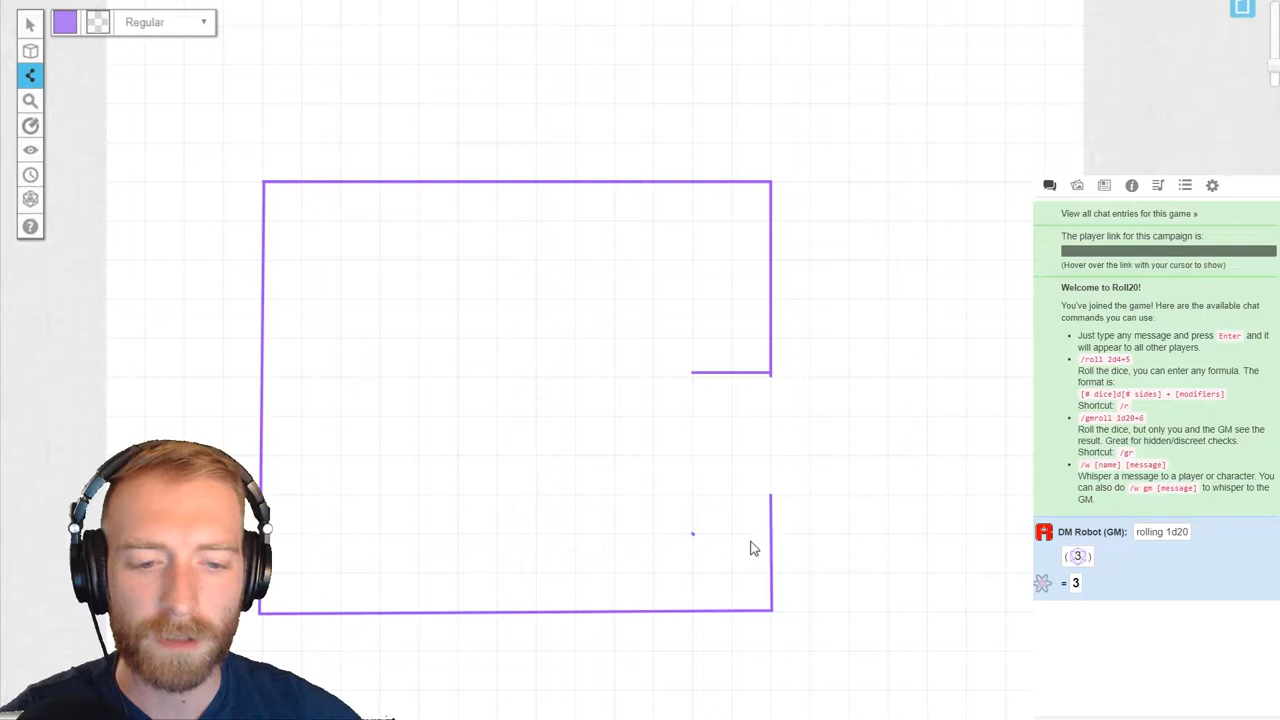 Regular
View all chat entries for this game »
The player link for this campaign is:
(Hover over the link with your cursor to show)
Welcome to Roll20!
You've joined the game! Here are the available chat
commands you can use:
Just type any message and press Enter and it
will appear to all other players.
/roll 2d4+5
Roll the dice, you can enter any formula. The
format is:
[# dice]d[# sides] + [modifiers]
Shortcut: /r
/gmroll 1d20+6
Roll the dice, but only you and the GM see the
result. Great for hidden/discreet checks.
Shortcut: /gr
/w [name] [message]
Whisper a message to a player or character. You
can also do /w gm [message] to whisper to the
GM.
DM Robot (GM): rolling 1d20
(3)
= 3